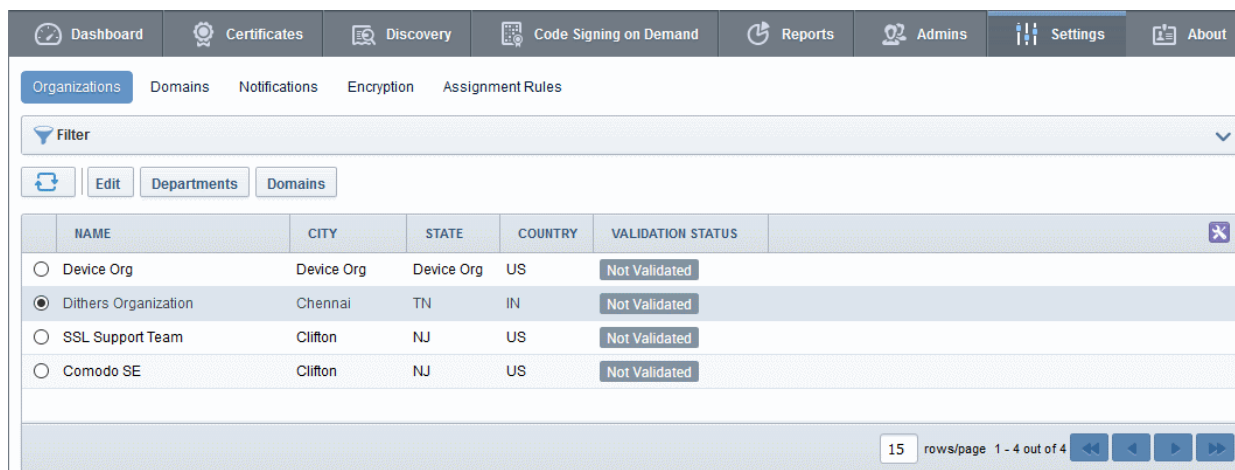 Dashboard Certificates Discovery Code Signing on Demand Reports Admins Settings About
Organizations Domains Notifications Encryption Assignment Rules
Filter
Edit Departments Domains
NAME CITY STATE COUNTRY VALIDATION STATUS
Device Org Device Org Device Org US Not Validated
Dithers Organization Chennai TN IN Not Validated
SSL Support Team Clifton NJ US Not Validated
Comodo SE Clifton NJ US Not Validated
15 rows/page 1 - 4 out of 4